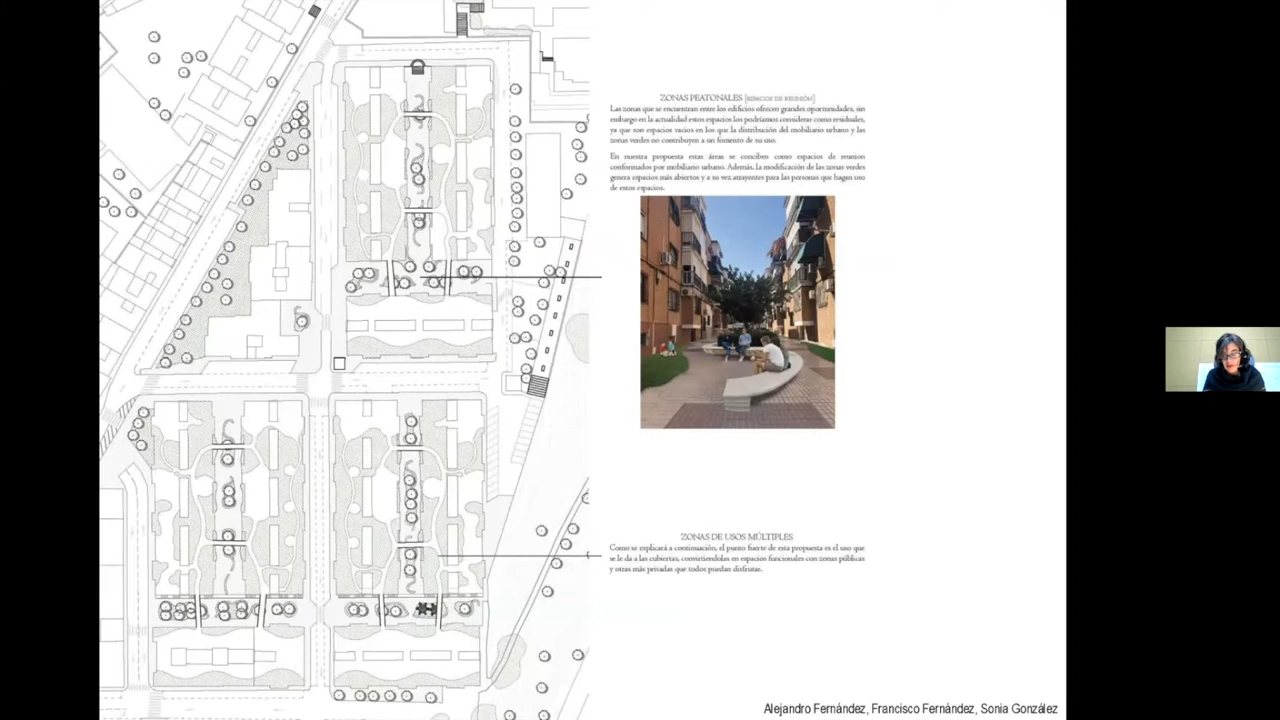 ZONAS PEATONALES [ESPACIOS DE REUNIÓN]
Las zonas que se encuentran entre los edificios ofrecen grandes oportunidades, sin
embargo en la actualidad estos espacios los podríamos considerar como residuales,
ya que son espacios vacios en los que la distribución del mobiliario urbano y las
zonas verdes no contribuyen a un fomento de su uso.
En nuestra propuesta estas áreas se conciben como espacios de reunion
conformados por mobiliario urbano. Además, la modificación de las zonas verdes
genera espacios más abiertos y a su vez atrayentes para las personas que hagan uso
de estos espacios.
ZONAS DE USOS MÚLTIPLES
Como se explicará a continuación, el punto fuerte de esta propuesta es el uso que
se le da a las cubiertas, convirtiendolas en espacios funcionales con zonas públicas
y otras más privadas que todos puedan disfrutar.
Alejandro Fernández, Francisco Fernández, Sonia González